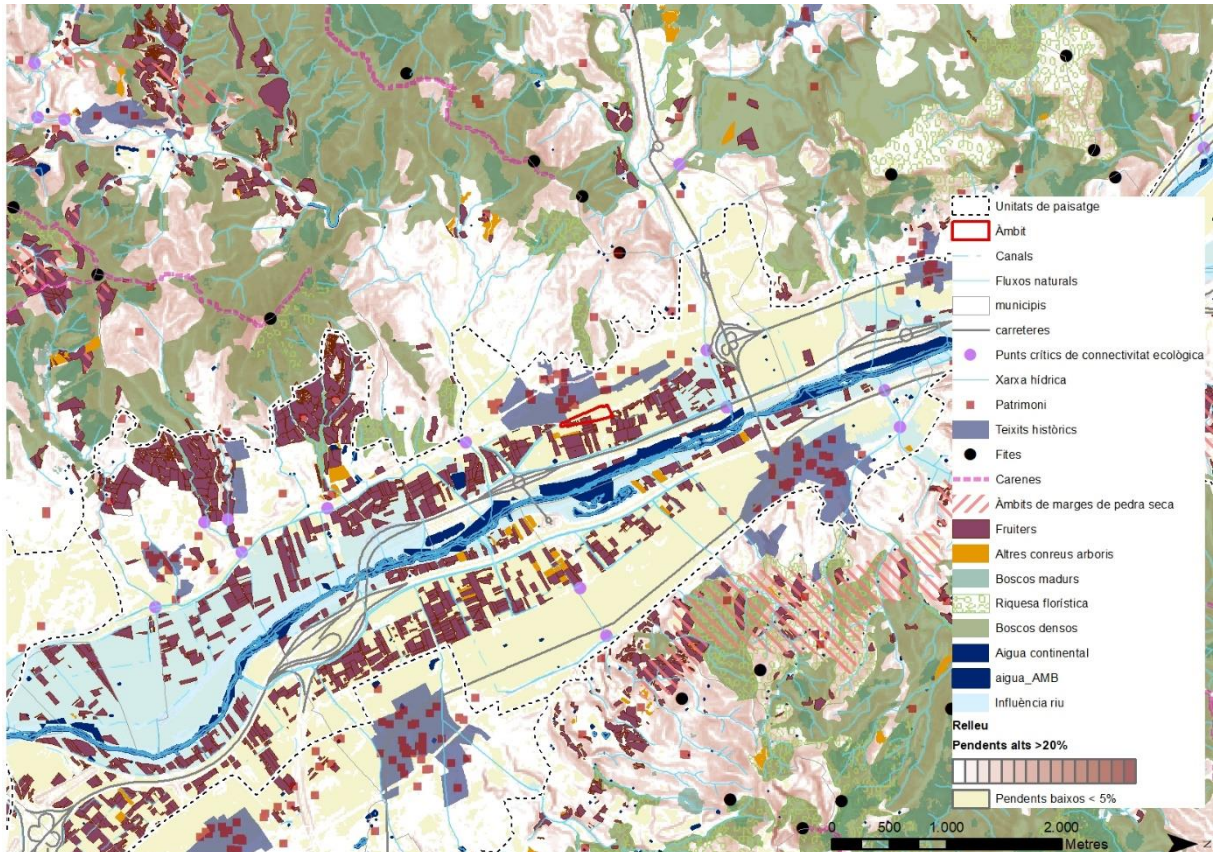 Unitats de paisatge
Àmbit
Canals
Fluxos naturals
municipis
carreteres
Punts crítics de connectivitat ecològica
Xarxa hídrica
Patrimoni
Teixits històrics
Fites
Carenes
Àmbits de marges de pedra seca
Fruiters
Altres conreus arboris
Boscos madurs
Riquesa florística
Boscos densos
Aigua continental
aigua_AMB
Influència riu
Relleu
Pendents alts >20%
Pendents baixos < 5%
0 500 1.000 2.000
Metres
N